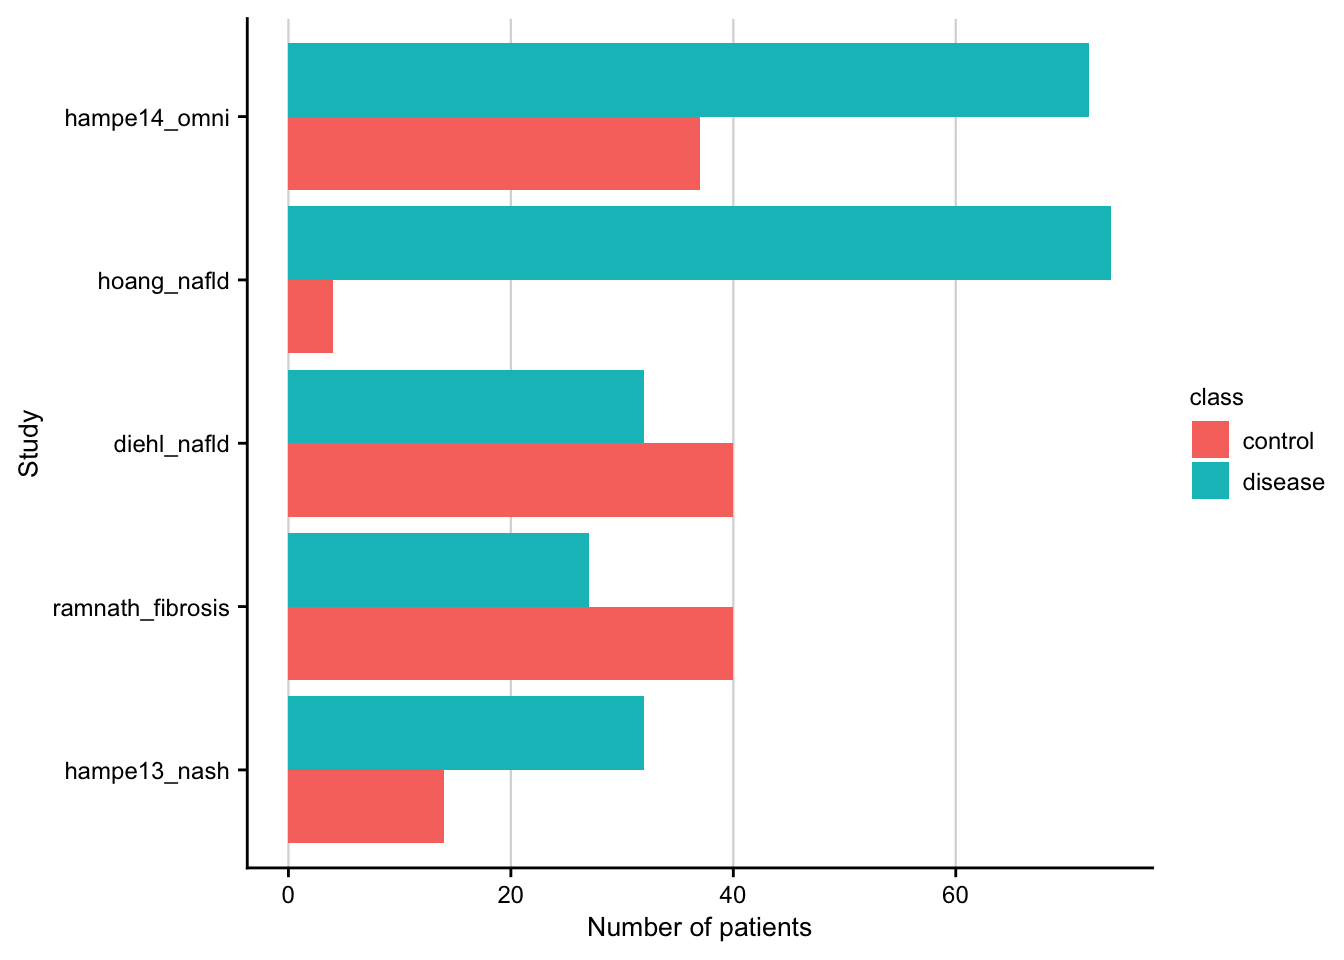 hampe14_omni
hoang_nafld
diehl_nafld
ramnath_fibrosis
hampe13_nash
Study
0 20 40 60
Number of patients
class
control
disease